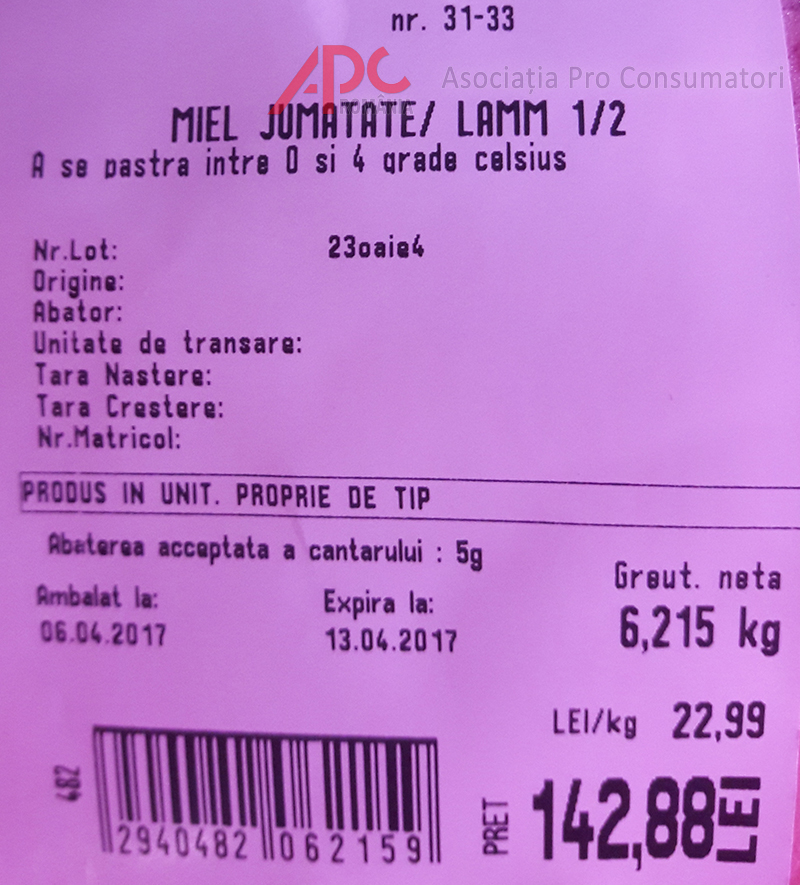 nr. 31-33
APC
ROMÂNIA
Asociația Pro Consumatori
MIEL JUMATATE/ LAMM 1/2
A se pastra intre 0 si 4 grade celsius
Nr.Lot: 23oaie4
Origine:
Abator:
Unitate de transare:
Tara Nastere:
Tara Crestere:
Nr.Matricol:
PRODUS IN UNIT. PROPRIE DE TIP
Abaterea acceptata a cantarului : 5g
Greut. neta
Ambalat la: Expira la:
6,215 kg
06.04.2017 13.04.2017
LEI/kg 22,99
482
PRET 142,88 LEI
2940482 062159